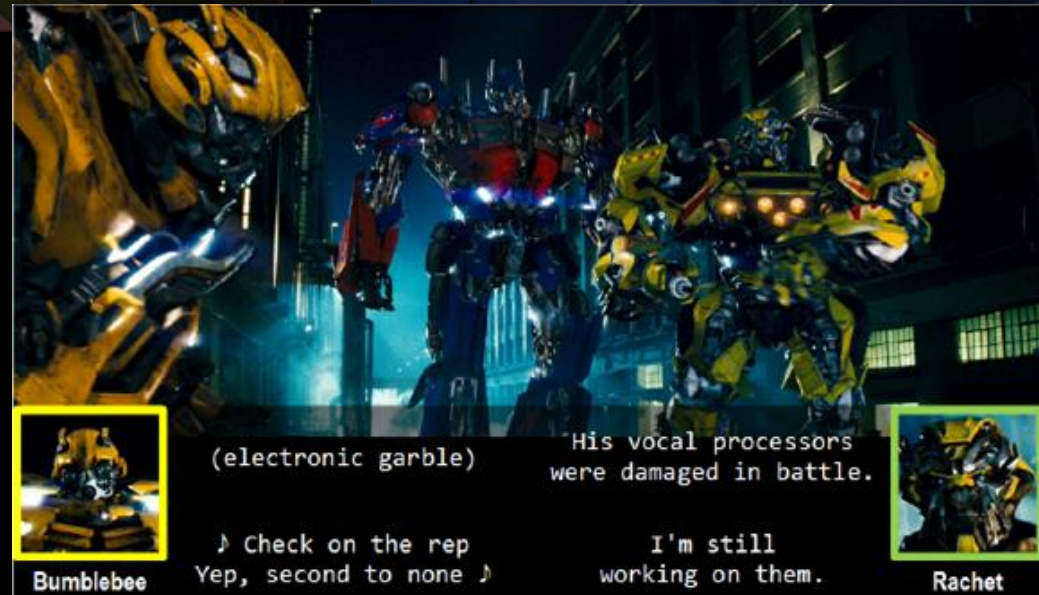 (electronic garble)
♪ Check on the rep
Yep, second to none ♪
Bumblebee
His vocal processors
were damaged in battle.
I'm still
working on them.
Rachet